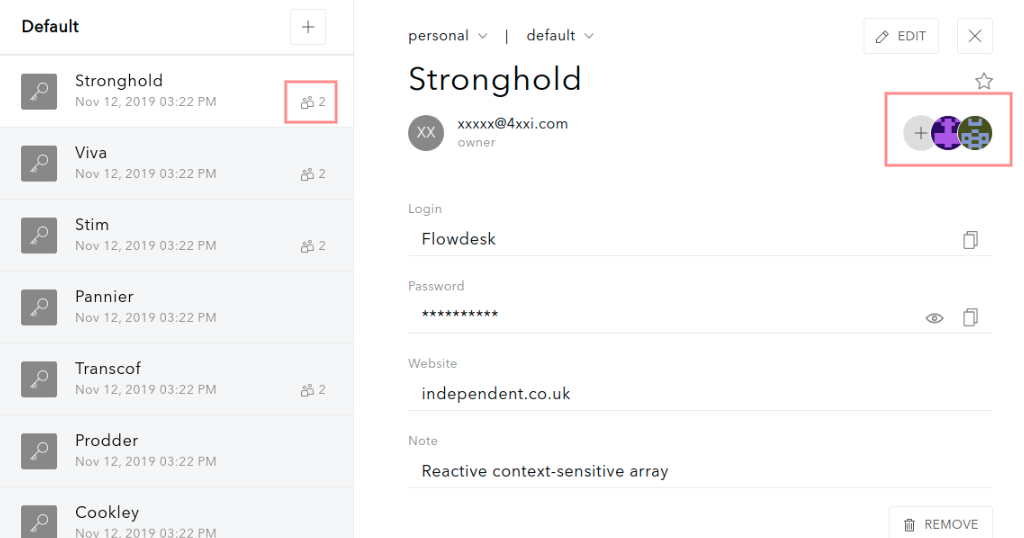 Default
Stronghold
Nov 12, 2019 03:22 PM
2
Viva
Nov 12, 2019 03:22 PM
2
Stim
Nov 12, 2019 03:22 PM
2
Pannier
Nov 12, 2019 03:22 PM
Transcof
Nov 12, 2019 03:22 PM
2
Prodder
Nov 12, 2019 03:22 PM
Cookley
Nov 12, 2019 03:22 PM
personal | default
EDIT
Stronghold
XX
xxxxx@4xxi.com
owner
Login
Flowdesk
Password
**********
Website
independent.co.uk
Note
Reactive context-sensitive array
REMOVE